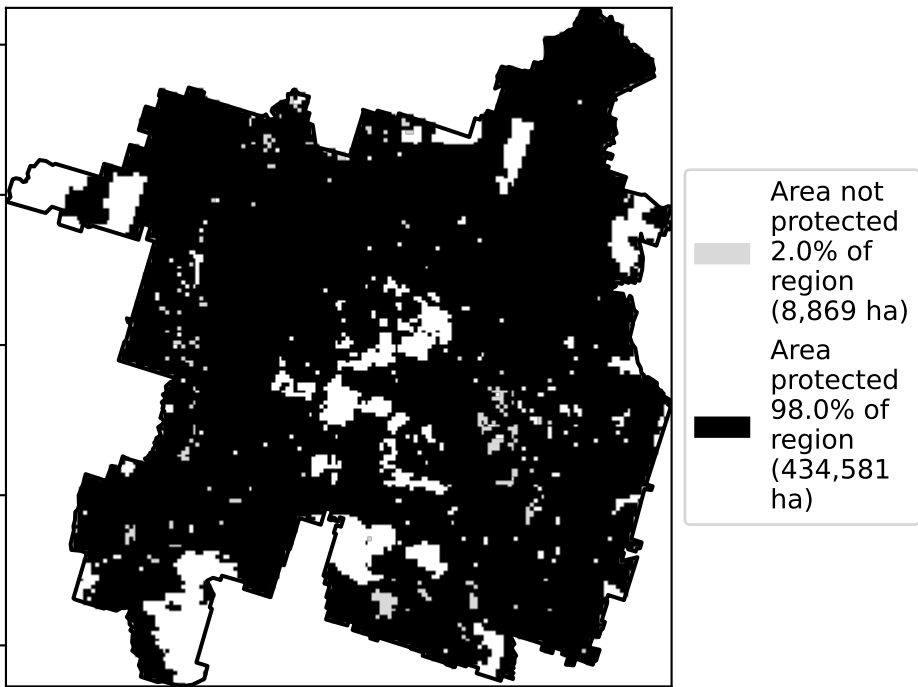 Area not
protected
2.0% of
region
(8,869 ha)
Area
protected
98.0% of
region
(434,581
ha)